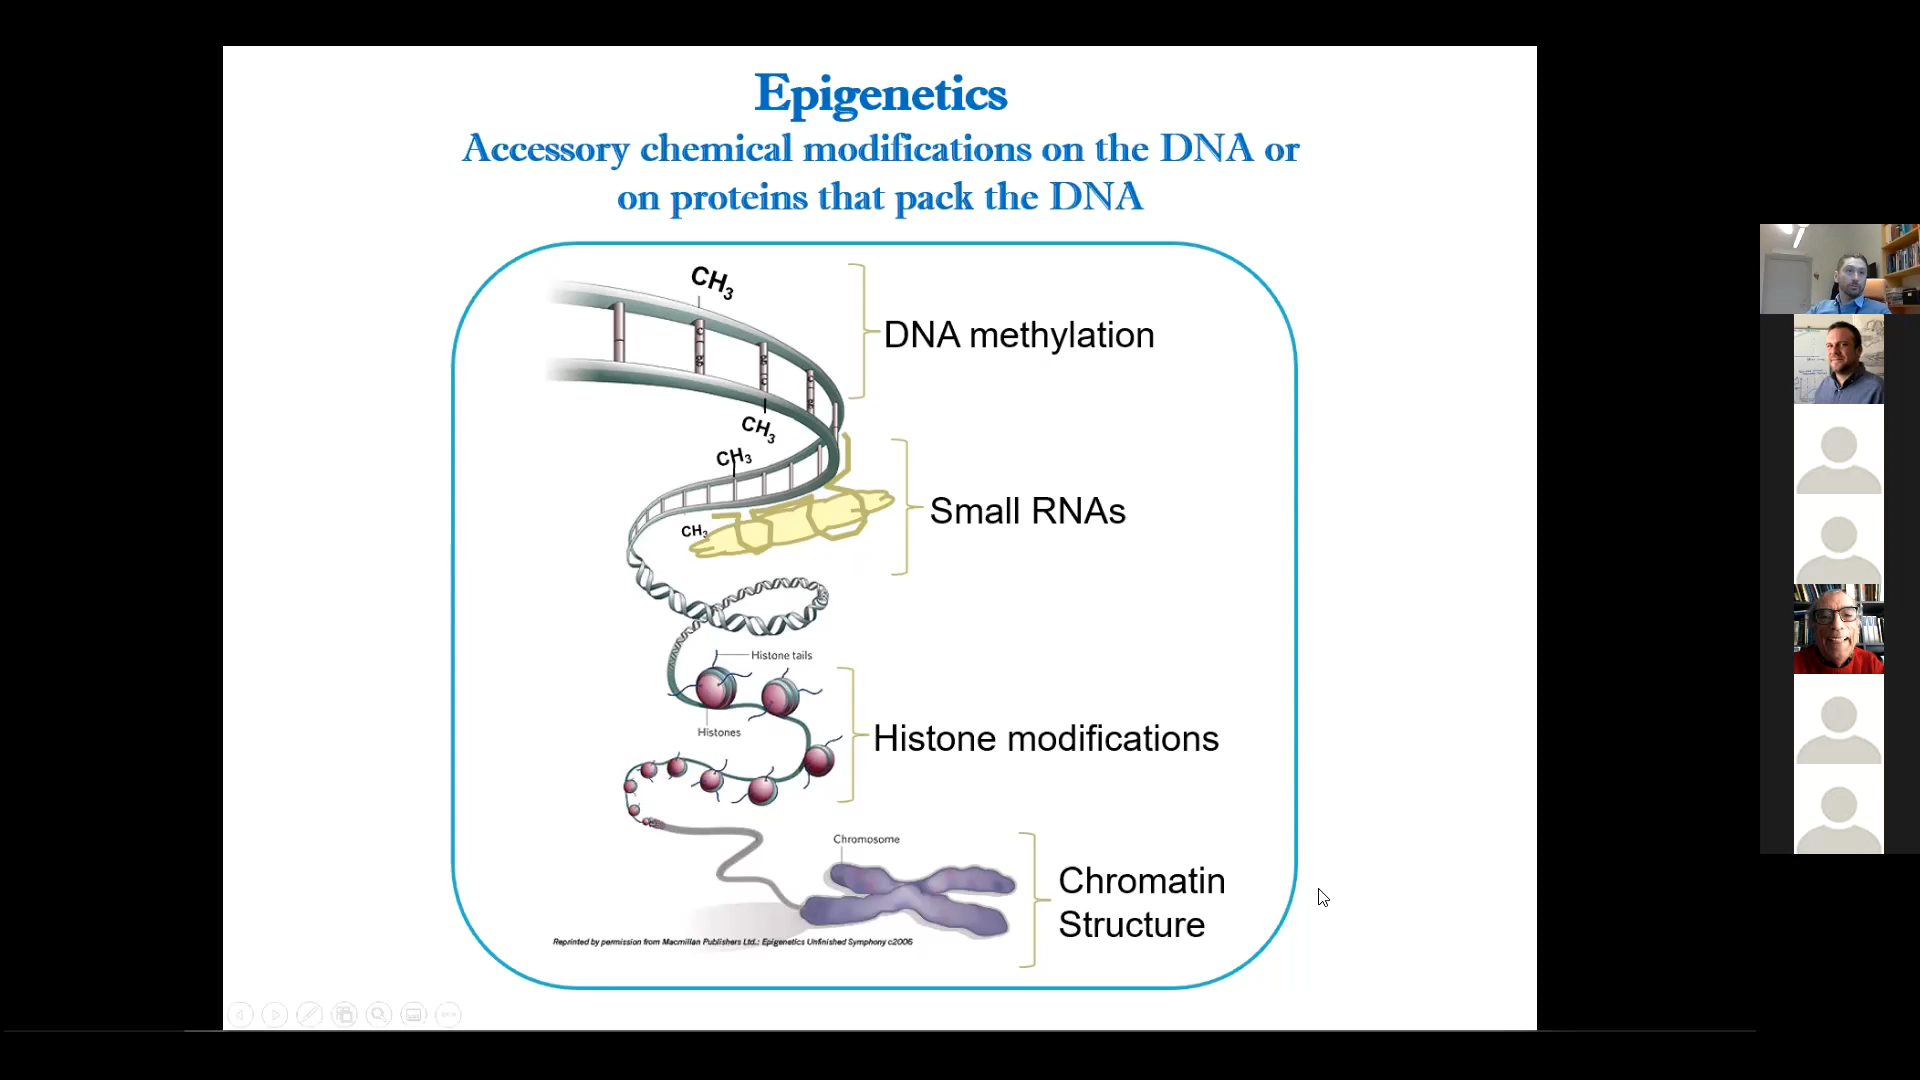 Epigenetics
Accessory chemical modifications on the DNA or
on proteins that pack the DNA
CH3
DNA methylation
CH3
CH3
Small RNAs
CH3
Histone tails
Histones
Histone modifications
Chromosome
Chromatin
Structure
Reprinted by permission from Macmillan Publishers Ltd.: Epigenetics Unfinished Symphony c2006